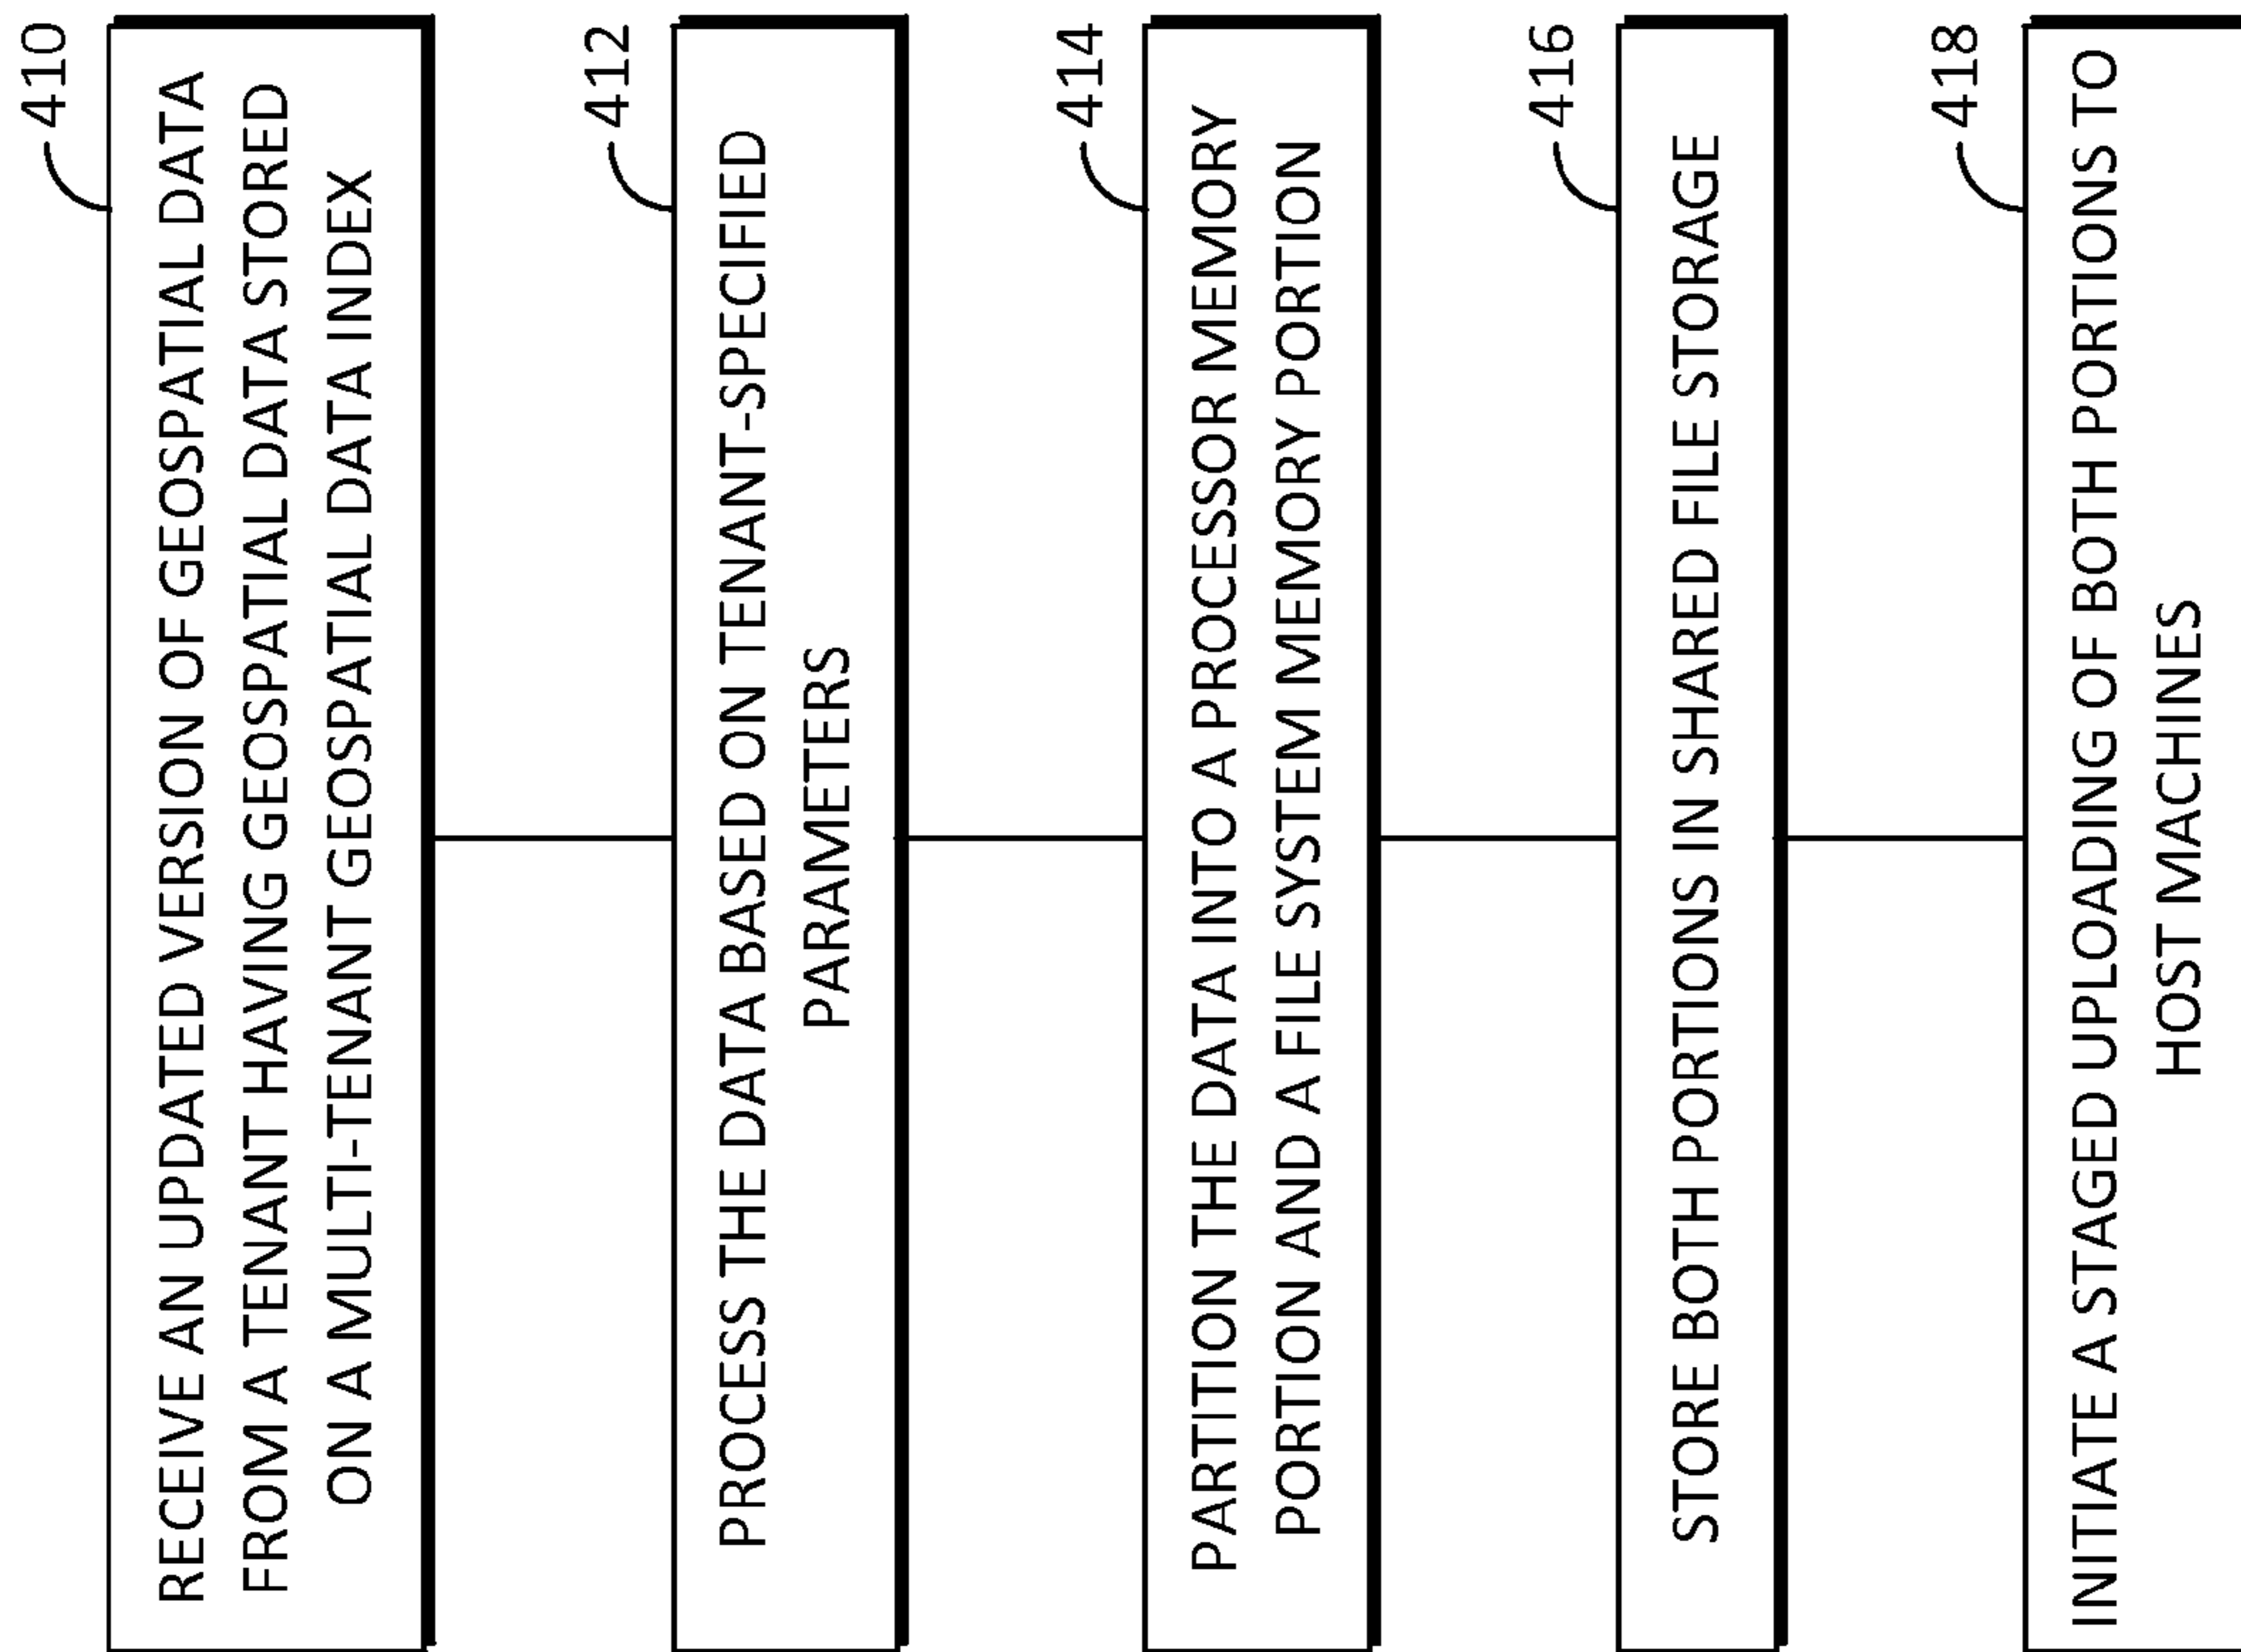 410
RECEIVE AN UPDATED VERSION OF GEOSPATIAL DATA
FROM A TENANT HAVING GEOSPATIAL DATA STORED
ON A MULTI-TENANT GEOSPATIAL DATA INDEX
412
PROCESS THE DATA BASED ON TENANT-SPECIFIED
PARAMETERS
414
PARTITION THE DATA INTO A PROCESSOR MEMORY
PORTION AND A FILE SYSTEM MEMORY PORTION
416
STORE BOTH PORTIONS IN SHARED FILE STORAGE
418
INITIATE A STAGED UPLOADING OF BOTH PORTIONS TO
HOST MACHINES